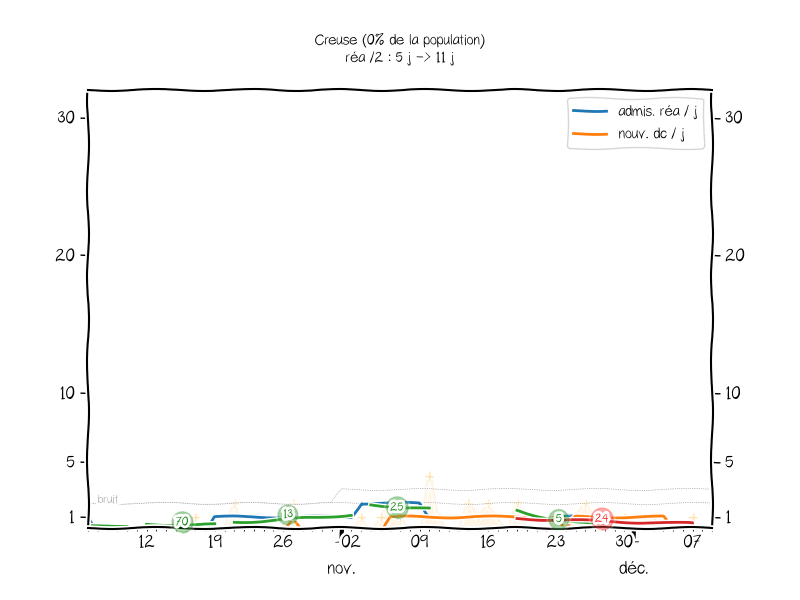 Creuse (0% de la population)
réa /2 : 5 j -> 11 j
admis. réa / j
nouv. dc / j
30 30
20 20
10 10
5 5
bruit
1 1
70 13 25 5 24
12 19 26 02 09 16 23 30 07
nov. déc.